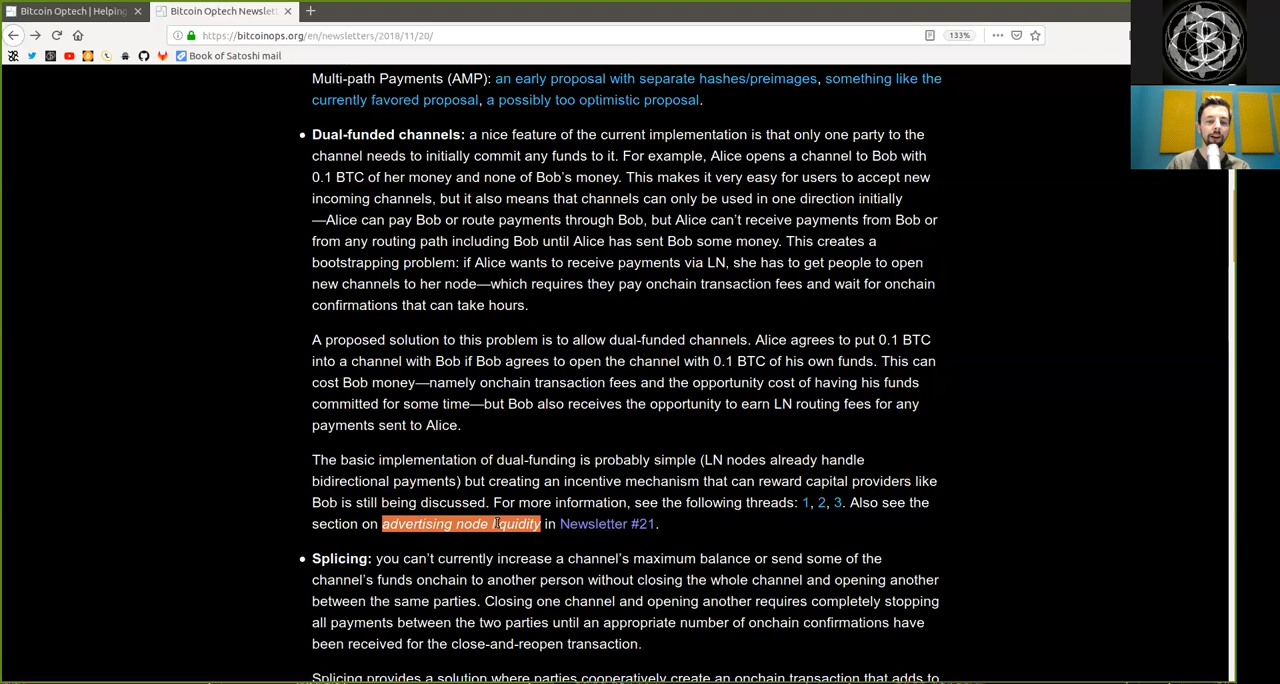 Bitcoin Optech | Helping
Bitcoin Optech Newslett
https://bitcoinops.org/en/newsletters/2018/11/20/
133%
Book of Satoshi mail
Multi-path Payments (AMP): an early proposal with separate hashes/preimages, something like the
currently favored proposal, a possibly too optimistic proposal.
Dual-funded channels: a nice feature of the current implementation is that only one party to the
channel needs to initially commit any funds to it. For example, Alice opens a channel to Bob with
0.1 BTC of her money and none of Bob's money. This makes it very easy for users to accept new
incoming channels, but it also means that channels can only be used in one direction initially
—Alice can pay Bob or route payments through Bob, but Alice can't receive payments from Bob or
from any routing path including Bob until Alice has sent Bob some money. This creates a
bootstrapping problem: if Alice wants to receive payments via LN, she has to get people to open
new channels to her node—which requires they pay onchain transaction fees and wait for onchain
confirmations that can take hours.
A proposed solution to this problem is to allow dual-funded channels. Alice agrees to put 0.1 BTC
into a channel with Bob if Bob agrees to open the channel with 0.1 BTC of his own funds. This can
cost Bob money—namely onchain transaction fees and the opportunity cost of having his funds
committed for some time—but Bob also receives the opportunity to earn LN routing fees for any
payments sent to Alice.
The basic implementation of dual-funding is probably simple (LN nodes already handle
bidirectional payments) but creating an incentive mechanism that can reward capital providers like
Bob is still being discussed. For more information, see the following threads: 1, 2, 3. Also see the
section on advertising node liquidity in Newsletter #21.
Splicing: you can't currently increase a channel's maximum balance or send some of the
channel's funds onchain to another person without closing the whole channel and opening another
between the same parties. Closing one channel and opening another requires completely stopping
all payments between the two parties until an appropriate number of onchain confirmations have
been received for the close-and-reopen transaction.
Splicing provides a solution where parties cooperatively create an onchain transaction that adds to